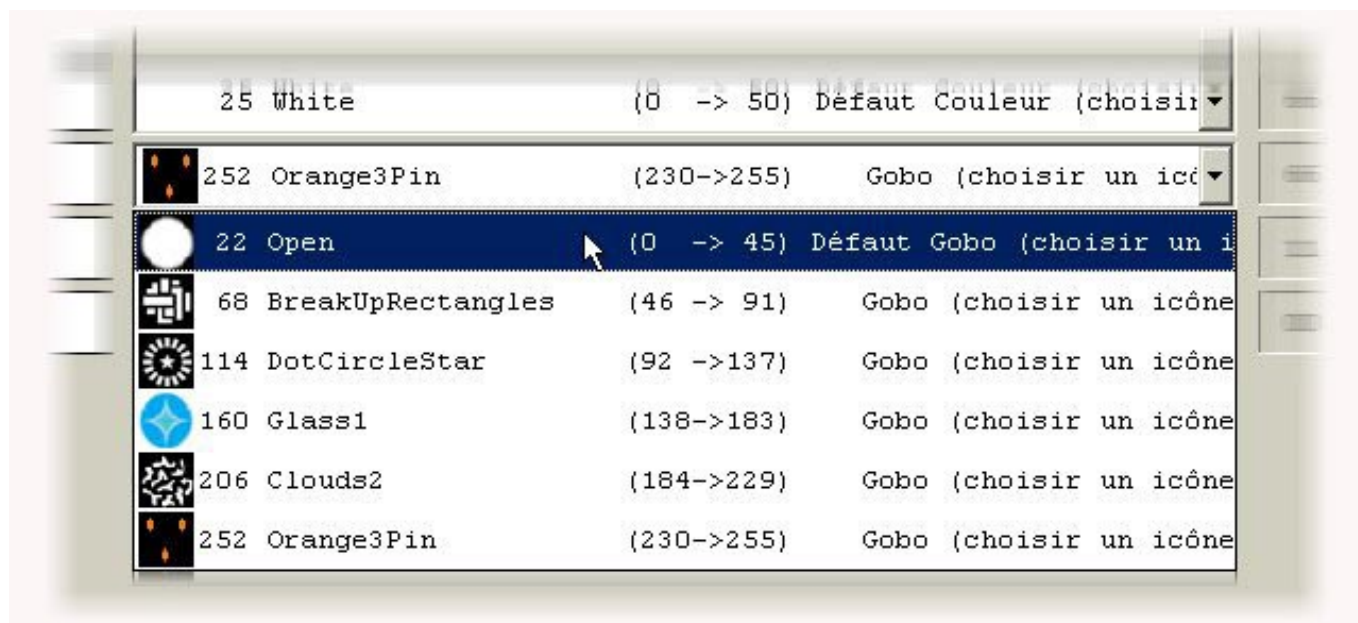 25 White (0 -> 50) Défaut Couleur (choisir
252 Orange3Pin (230->255) Gobo (choisir un icô
22 Open (0 -> 45) Défaut Gobo (choisir un i
68 BreakUpRectangles (46 -> 91) Gobo (choisir un icône
114 DotCircleStar (92 ->137) Gobo (choisir un icône
160 Glass1 (138->183) Gobo (choisir un icône
206 Clouds2 (184->229) Gobo (choisir un icône
252 Orange3Pin (230->255) Gobo (choisir un icône